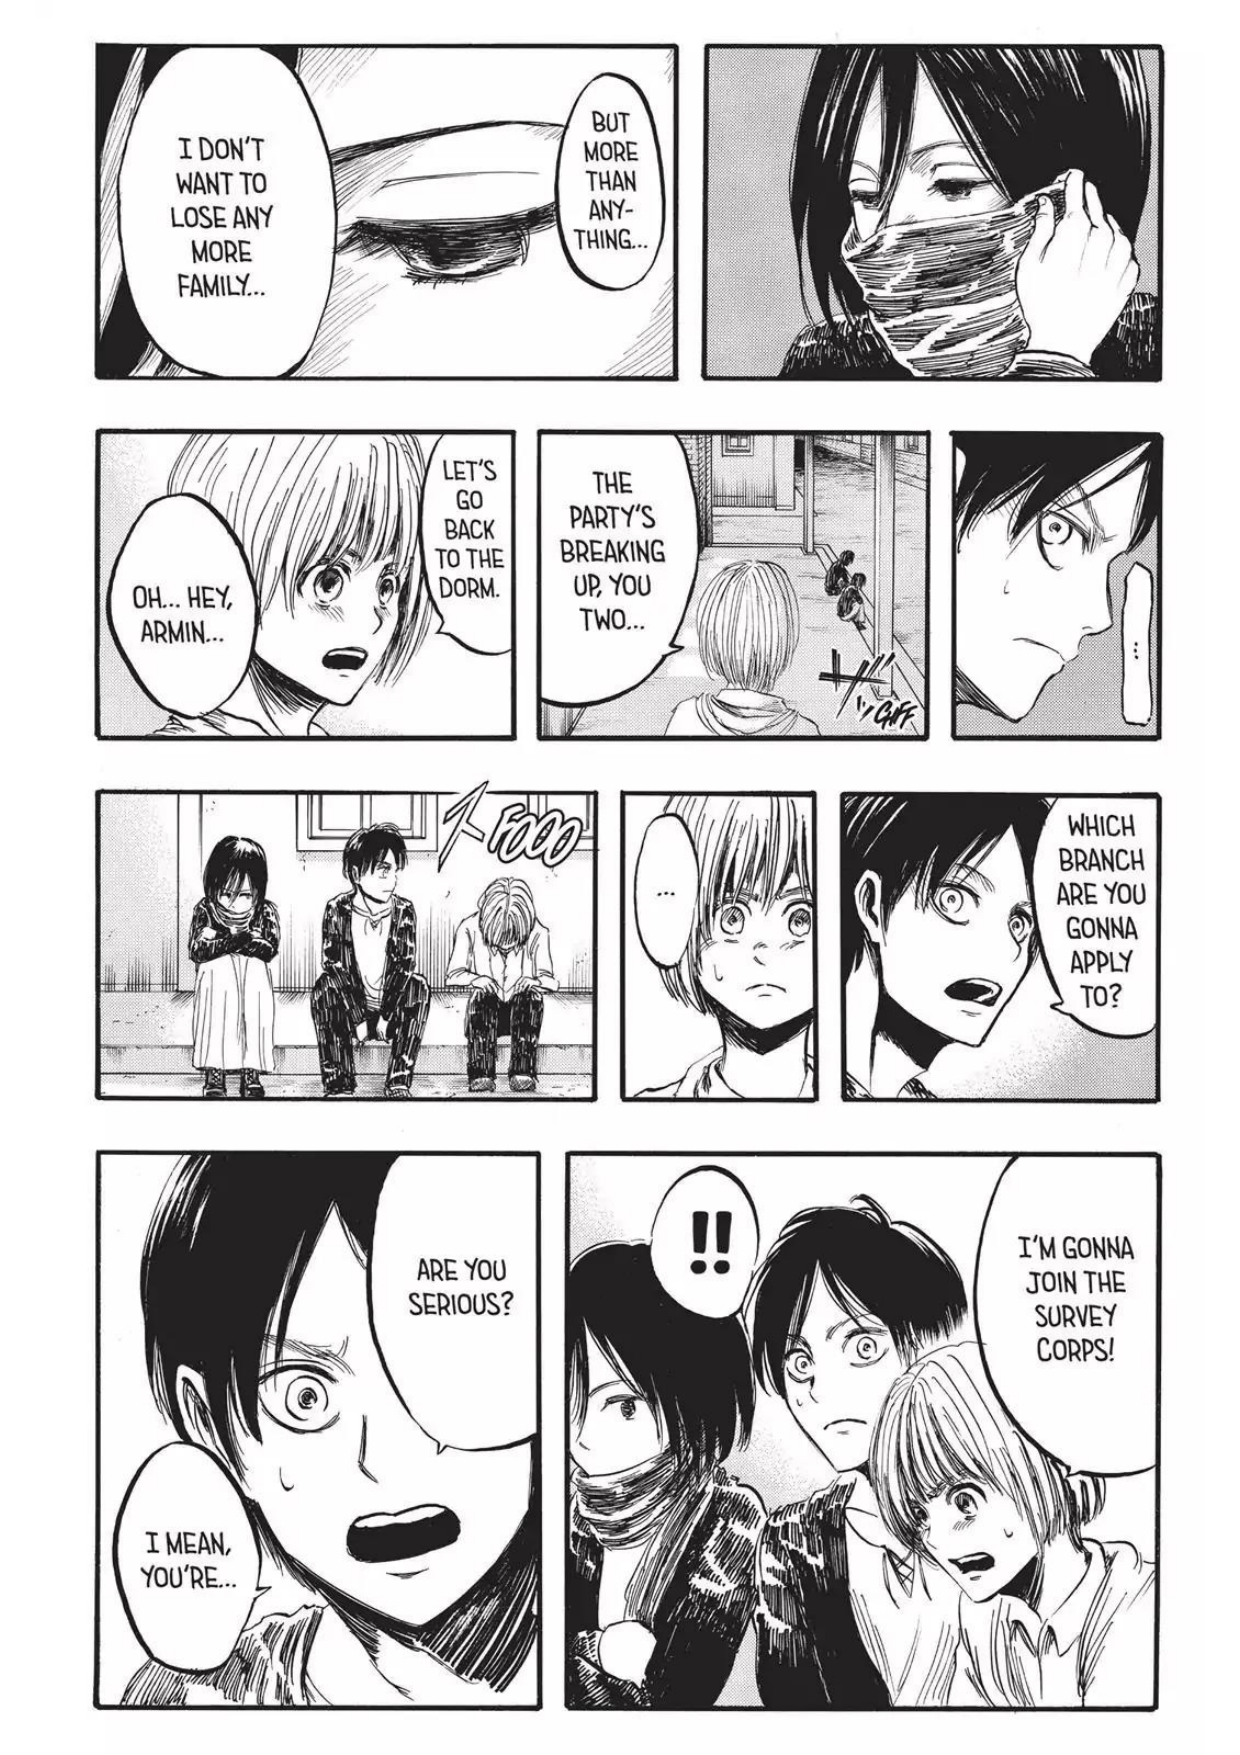 BUT
MORE
THAN
ANY-
THING...
I DON'T
WANT TO
LOSE ANY
MORE
FAMILY...
...
THE
PARTY'S
BREAKING
UP, YOU
TWO...
ザッ
GIFF
LET'S
GO
BACK
TO THE
DORM.
OH... HEY,
ARMIN...
WHICH
BRANCH
ARE YOU
GONNA
APPLY
TO?
...
FOOO
I'M GONNA
JOIN THE
SURVEY
CORPS!
!!
ARE YOU
SERIOUS?
I MEAN,
YOU'RE...